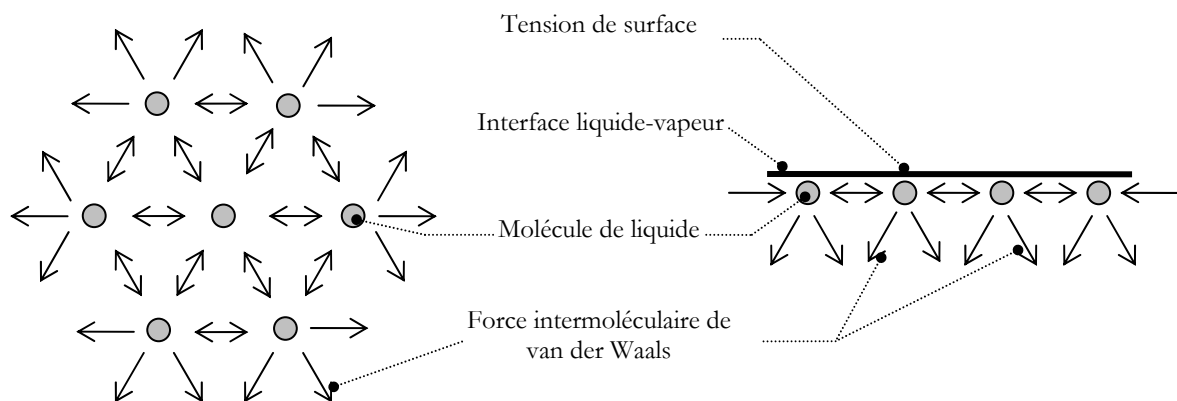 Tension de surface
Interface liquide-vapeur
Molécule de liquide
Force intermoléculaire de
van der Waals